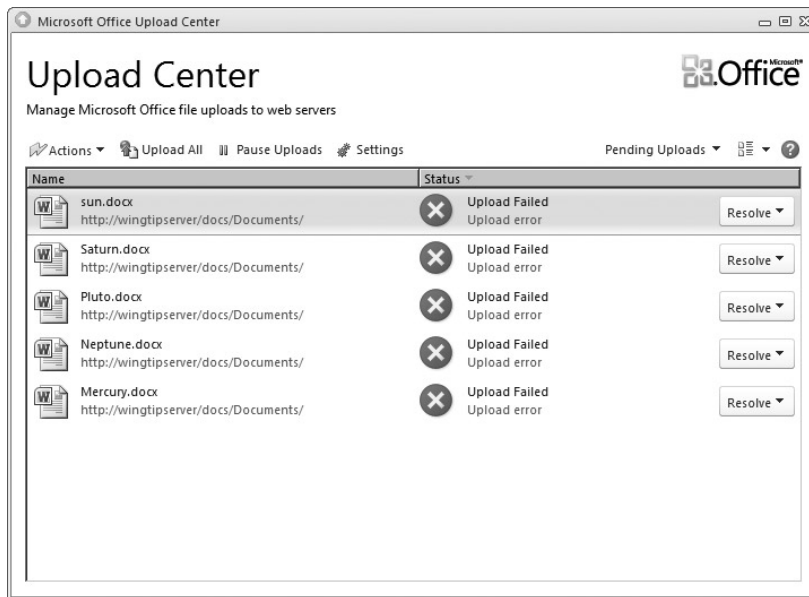 Microsoft Office Upload Center
Upload Center
Microsoft®
Office
Manage Microsoft Office file uploads to web servers
Actions Upload All Pause Uploads Settings Pending Uploads ?
Name Status
sun.docx Upload Failed
http://wingtipserver/docs/Documents/ Upload error Resolve
Saturn.docx Upload Failed
http://wingtipserver/docs/Documents/ Upload error Resolve
Pluto.docx Upload Failed
http://wingtipserver/docs/Documents/ Upload error Resolve
Neptune.docx Upload Failed
http://wingtipserver/docs/Documents/ Upload error Resolve
Mercury.docx Upload Failed
http://wingtipserver/docs/Documents/ Upload error Resolve